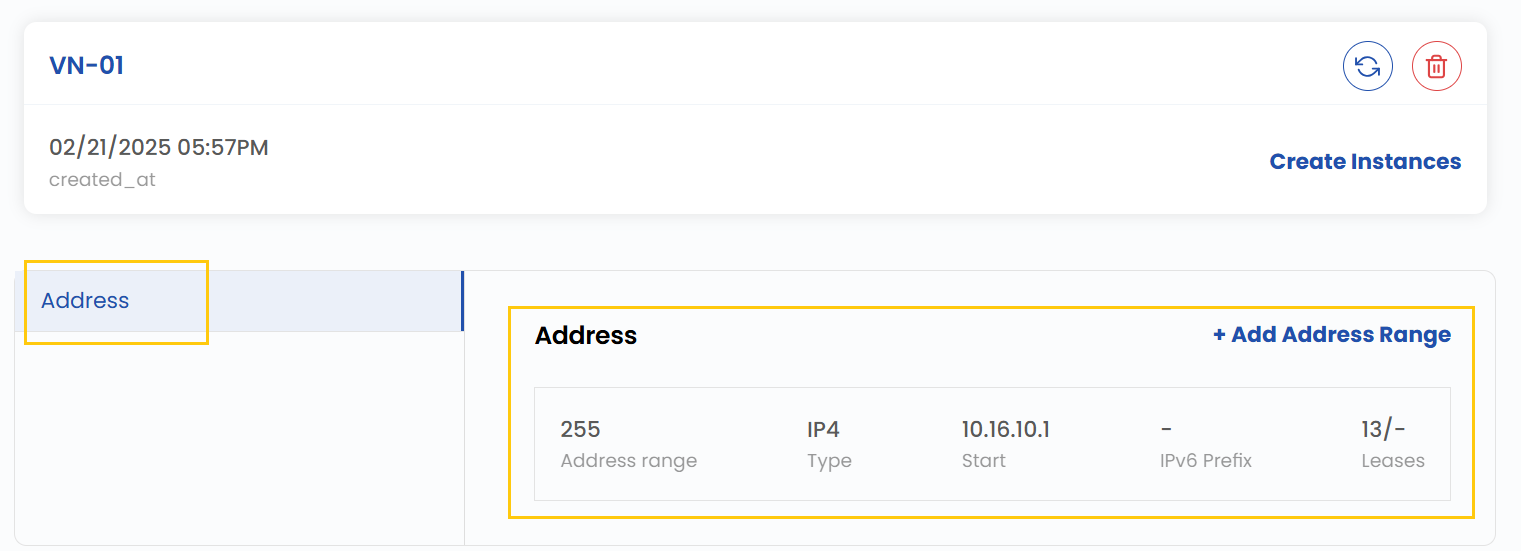 VN-01
02/21/2025 05:57PM
created_at
Create Instances
Address
Address
+ Add Address Range
255 IP4 10.16.10.1 - 13/-
Address range Type Start IPv6 Prefix Leases